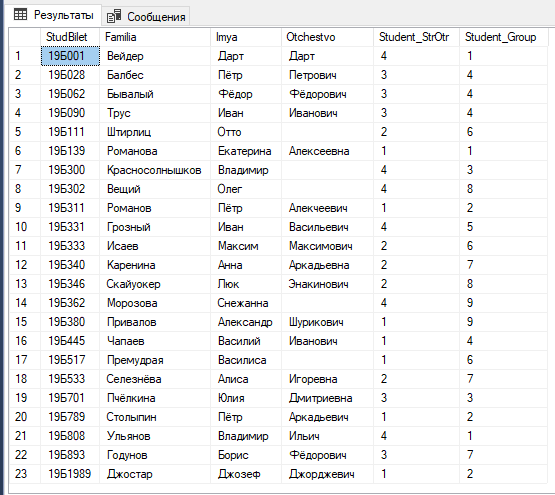 Результаты Сообщения
StudBilet Familia Imya Otchestvo Student_StrOtr Student_Group
1 19Б001 Вейдер Дарт Дарт 4 1
2 19Б028 Балбес Пётр Петрович 3 4
3 19Б062 Бывалый Фёдор Фёдорович 3 4
4 19Б090 Трус Иван Иванович 3 4
5 19Б111 Штирлиц Отто 2 6
6 19Б139 Романова Екатерина Алексеевна 1 1
7 19Б300 Красносолнышков Владимир 4 3
8 19Б302 Вещий Олег 4 8
9 19Б311 Романов Пётр Алекчеевич 1 2
10 19Б331 Грозный Иван Васильевич 4 5
11 19Б333 Исаев Максим Максимович 2 6
12 19Б340 Каренина Анна Аркадьевна 2 7
13 19Б346 Скайуокер Люк Энакинович 2 8
14 19Б362 Морозова Снежанна 4 9
15 19Б380 Привалов Александр Шурикович 1 9
16 19Б445 Чапаев Василий Иванович 1 4
17 19Б517 Премудрая Василиса 1 6
18 19Б533 Селезнёва Алиса Игоревна 2 7
19 19Б701 Пчёлкина Юлия Дмитриевна 3 3
20 19Б789 Столыпин Пётр Аркадьевич 1 2
21 19Б808 Ульянов Владимир Ильич 4 1
22 19Б893 Годунов Борис Фёдорович 3 7
23 19Б1989 Джостар Джозеф Джорджевич 1 2